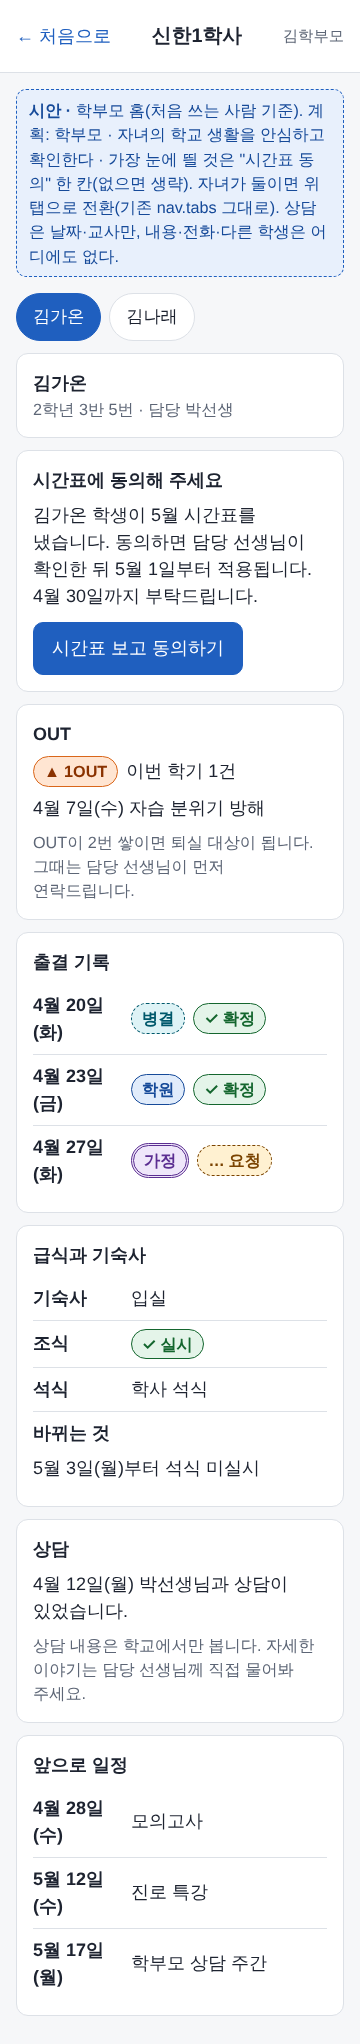 ← 처음으로
신한1학사
김학부모
시안 · 학부모 홈(처음 쓰는 사람 기준). 계
획: 학부모 · 자녀의 학교 생활을 안심하고
확인한다 · 가장 눈에 띌 것은 "시간표 동
의" 한 칸(없으면 생략). 자녀가 둘이면 위
탭으로 전환(기존 nav.tabs 그대로). 상담
은 날짜·교사만, 내용·전화·다른 학생은 어
디에도 없다.
김가온
김나래
김가온
2학년 3반 5번 · 담당 박선생
시간표에 동의해 주세요
김가온 학생이 5월 시간표를
냈습니다. 동의하면 담당 선생님이
확인한 뒤 5월 1일부터 적용됩니다.
4월 30일까지 부탁드립니다.
시간표 보고 동의하기
OUT
▲ 1OUT 이번 학기 1건
4월 7일(수) 자습 분위기 방해
OUT이 2번 쌓이면 퇴실 대상이 됩니다.
그때는 담당 선생님이 먼저
연락드립니다.
출결 기록
4월 20일
(화)
병결 ✓ 확정
4월 23일
(금)
학원 ✓ 확정
4월 27일
(화)
가정 … 요청
급식과 기숙사
기숙사 입실
조식 ✓ 실시
석식 학사 석식
바뀌는 것
5월 3일(월)부터 석식 미실시
상담
4월 12일(월) 박선생님과 상담이
있었습니다.
상담 내용은 학교에서만 봅니다. 자세한
이야기는 담당 선생님께 직접 물어봐
주세요.
앞으로 일정
4월 28일
(수)
모의고사
5월 12일
(수)
진로 특강
5월 17일
(월)
학부모 상담 주간